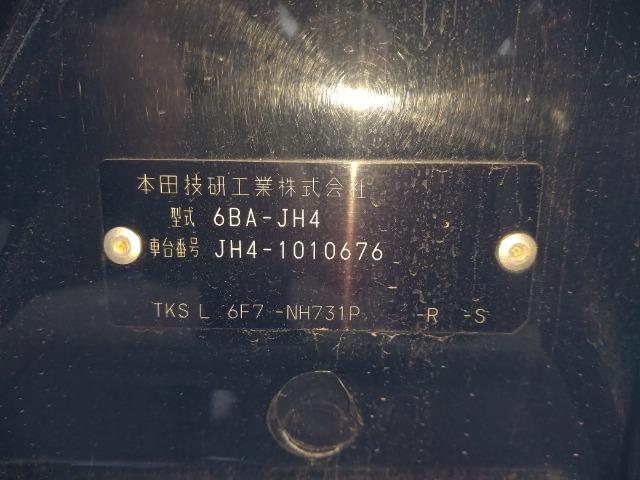 本田技研工業株式会社
型式 6BA-JH4
車台番号 JH4-1010676
TKS L 6F7 -NH731P -R -S